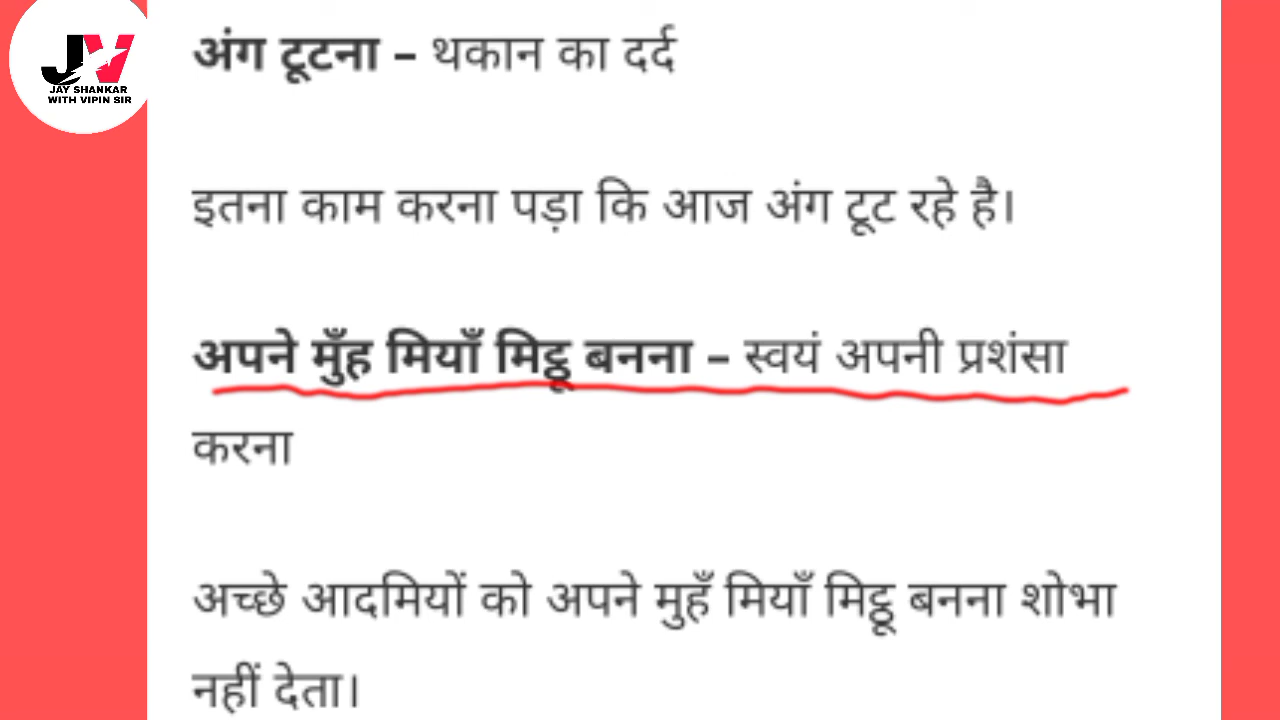 JV
JAY SHANKAR
WITH VIPIN SIR
अंग टूटना – थकान का दर्द
इतना काम करना पड़ा कि आज अंग टूट रहे है।
अपने मुँह मियाँ मिट्ठू बनना – स्वयं अपनी प्रशंसा
करना
अच्छे आदमियों को अपने मुहँ मियाँ मिट्ठू बनना शोभा
नहीं देता।